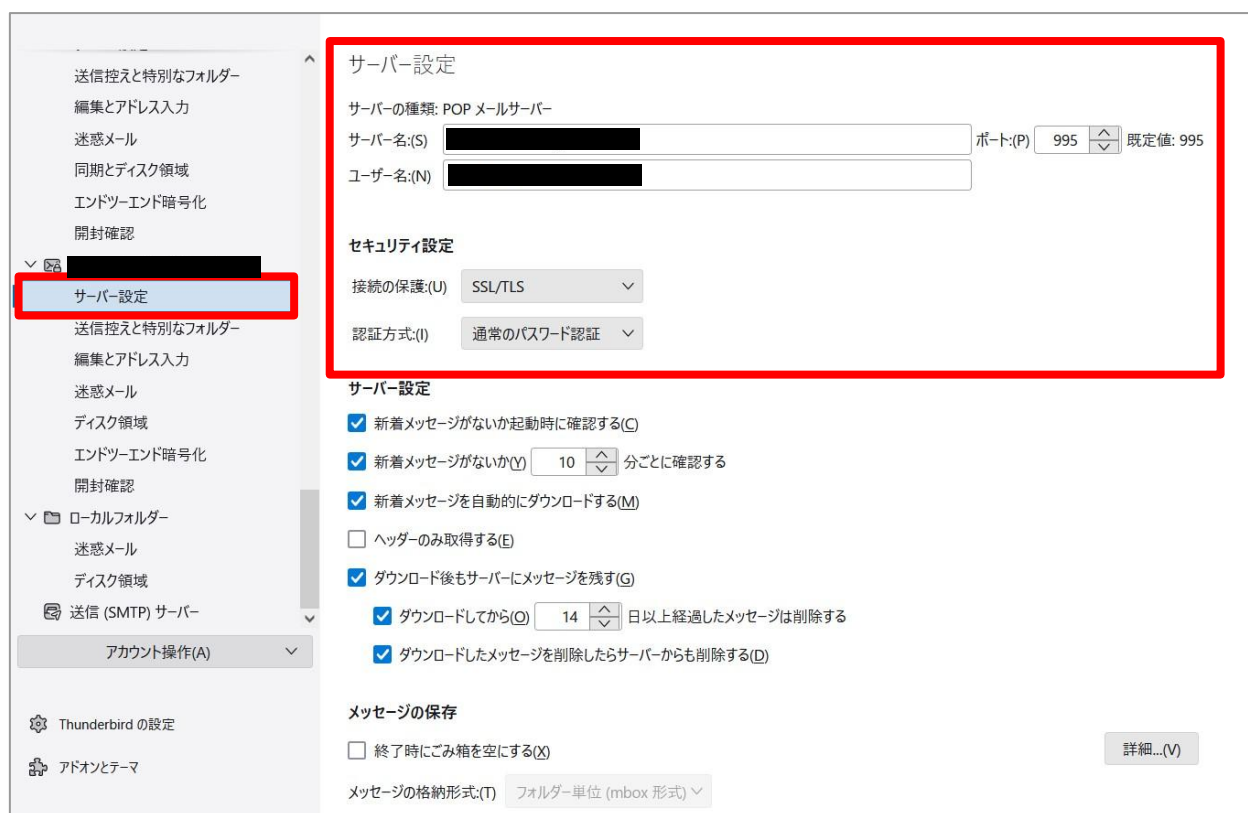 送信控えと特別なフォルダー
編集とアドレス入力
迷惑メール
同期とディスク領域
エンドツーエンド暗号化
開封確認
サーバー設定
送信控えと特別なフォルダー
編集とアドレス入力
迷惑メール
ディスク領域
エンドツーエンド暗号化
開封確認
ローカルフォルダー
迷惑メール
ディスク領域
送信 (SMTP) サーバー
アカウント操作(A)
Thunderbird の設定
アドオンとテーマ
サーバー設定
サーバーの種類: POP メールサーバー
サーバー名:(S) ポート:(P) 995 既定値: 995
ユーザー名:(N)
セキュリティ設定
接続の保護:(U) SSL/TLS
認証方式:(I) 通常のパスワード認証
サーバー設定
新着メッセージがないか起動時に確認する(C)
新着メッセージがないか(Y) 10 分ごとに確認する
新着メッセージを自動的にダウンロードする(M)
ヘッダーのみ取得する(E)
ダウンロード後もサーバーにメッセージを残す(G)
ダウンロードしてから(O) 14 日以上経過したメッセージは削除する
ダウンロードしたメッセージを削除したらサーバーからも削除する(D)
メッセージの保存
終了時にごみ箱を空にする(X) 詳細...(V)
メッセージの格納形式:(T) フォルダー単位 (mbox 形式)